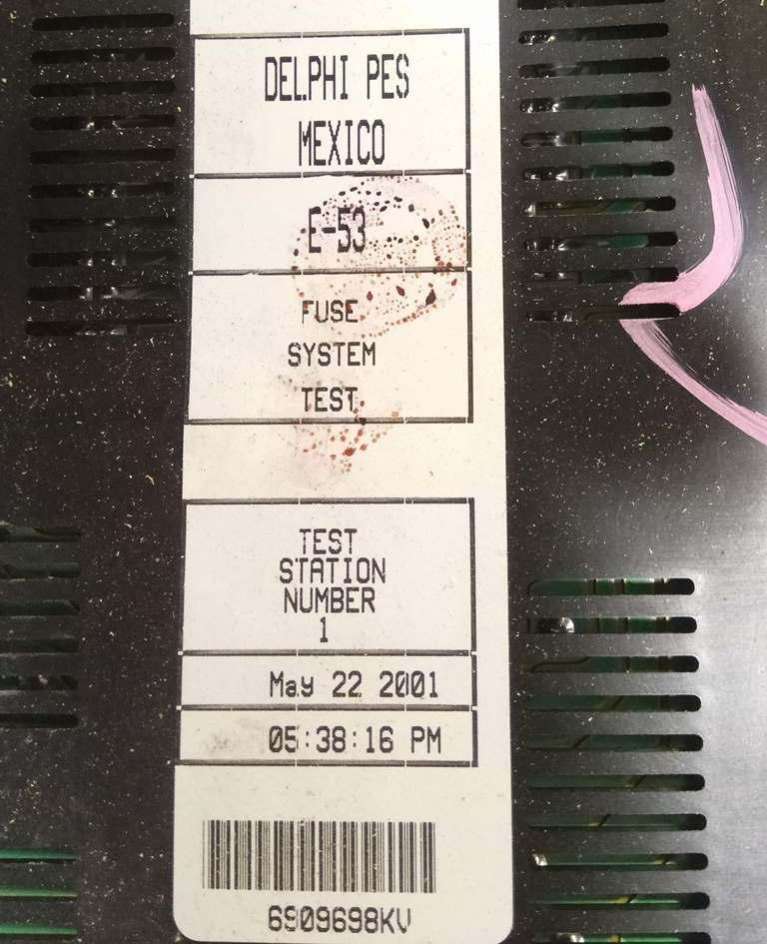 DELPHI PES
MEXICO
E-53
FUSE
SYSTEM
TEST
TEST
STATION
NUMBER
1
May 22 2001
05:38:16 PM
6909698KV